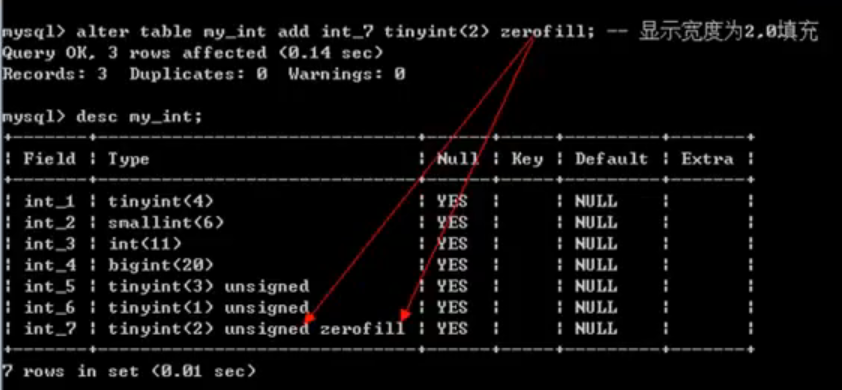 mysql> alter table my_int add int_7 tinyint(2) zerofill; -- 显示宽度为2,0填充
Query OK, 3 rows affected (0.14 sec)
Records: 3  Duplicates: 0  Warnings: 0
mysql> desc my_int;
+-------+------------------------------+------+-----+---------+-------+
| Field | Type                         | Null | Key | Default | Extra |
+-------+------------------------------+------+-----+---------+-------+
| int_1 | tinyint(4)                   | YES  |     | NULL    |       |
| int_2 | smallint(6)                  | YES  |     | NULL    |       |
| int_3 | int(11)                      | YES  |     | NULL    |       |
| int_4 | bigint(20)                   | YES  |     | NULL    |       |
| int_5 | tinyint(3) unsigned          | YES  |     | NULL    |       |
| int_6 | tinyint(1) unsigned          | YES  |     | NULL    |       |
| int_7 | tinyint(2) unsigned zerofill | YES  |     | NULL    |       |
+-------+------------------------------+------+-----+---------+-------+
7 rows in set (0.01 sec)